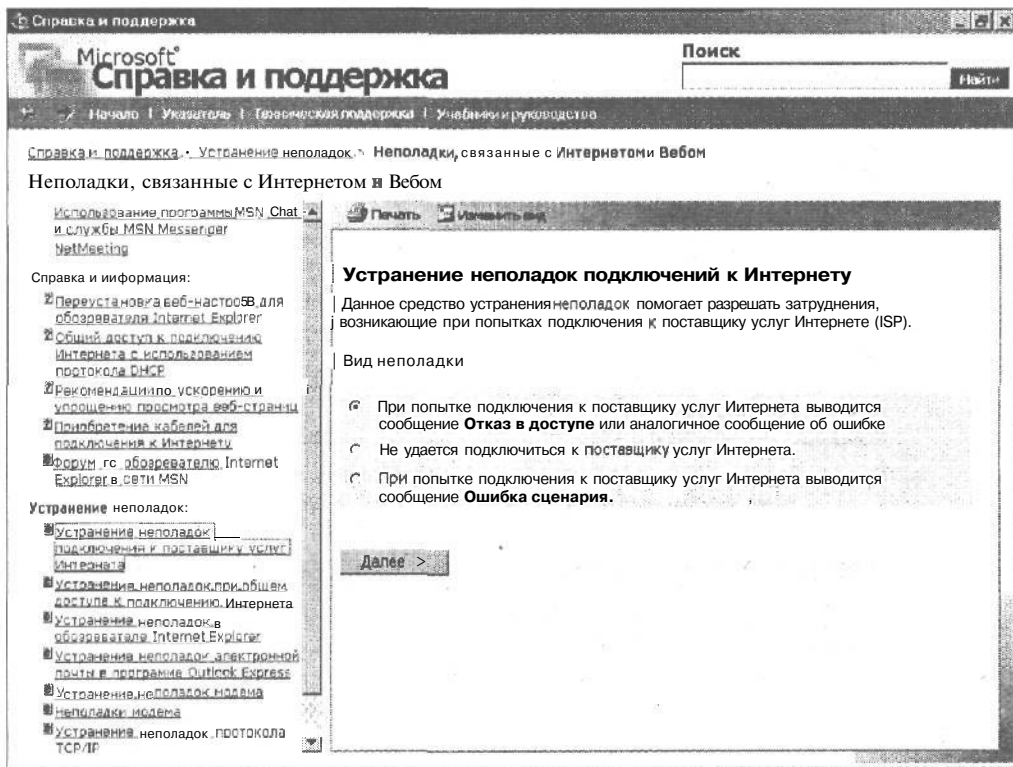 Справка и поддержка
Microsoft®
Справка и поддержка
Поиск
Найти
Начало | Указатель | Техническая поддержка | Учебники и руководства
Справка и поддержка · Устранение неполадок > Неполадки, связанные с Интернетоми Вебом
Неполадки, связанные с Интернетом и Вебом
Использование программы MSN Chat
и службы MSN Messenger
NetMeeting
Справка и ииформация:
Переустановка веб-настро5В для
обозревателя Internet Explorer
Общий доступ к подключению
Интернета с использованием
протокола DHCP
Рекомендации по ускорению и
упрощению просмотра веб-страниц
Приобретение кабелей для
подключения к Интернету
Форум гс обозревателю Internet
Explorer в сети MSN
Устранение неполадок:
Устранение неполадок
подключения к поставщику услуг
Интернета
Устранение неполадок при общем
доступе к подключению Интернета
Устранение неполадок в
обозревателе Internet Explorer
Устранение неполадок электронной
почты в программе Outlook Express
Устранение неполадок модема
Неполадки модема
Устранение неполадок протокола
TCP/IP
Печать Изменить вид
Устранение неполадок подключений к Интернету
Данное средство устранения неполадок помогает разрешать затруднения,
возникающие при попытках подключения к поставщику услуг Интернете (ISP).
Вид неполадки
При попытке подключения к поставщику услуг Иитернета выводится
сообщение Отказ в доступе или аналогичное сообщение об ошибке
Не удается подключиться к поставщику услуг Интернета.
При попытке подключения к поставщику услуг Интернета выводится
сообщение Ошибка сценария.
Далее >